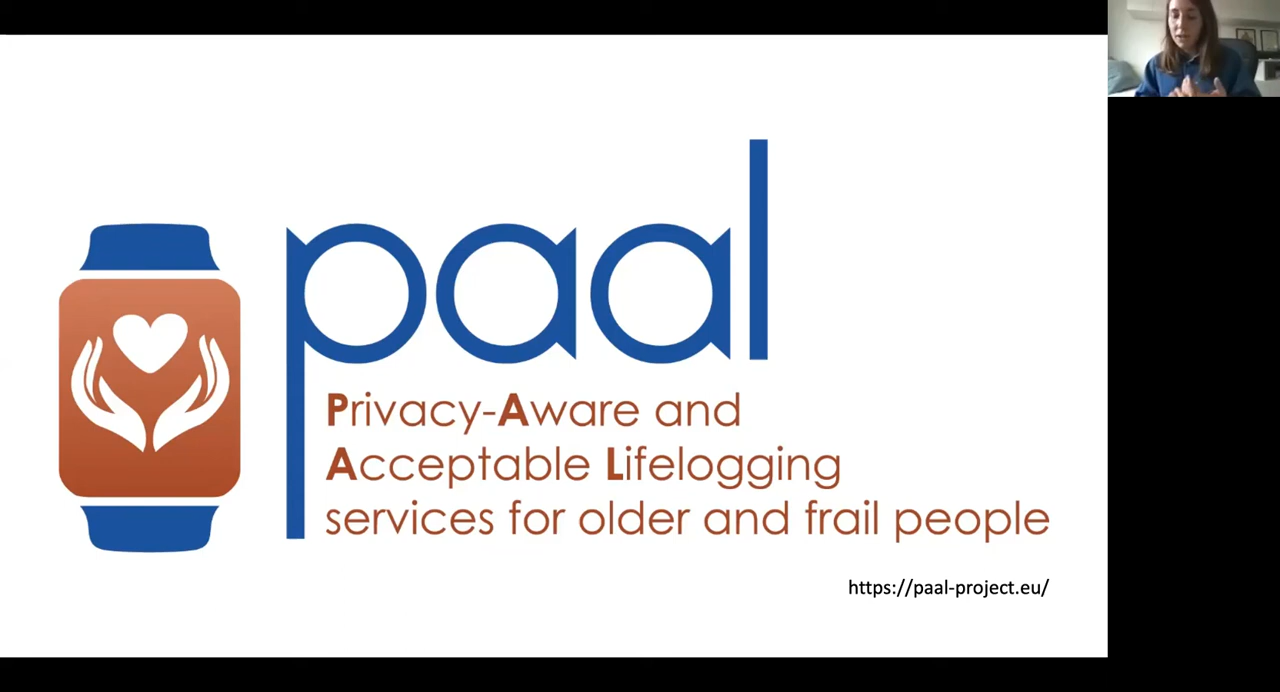 paal
Privacy-Aware and
Acceptable Lifelogging
services for older and frail people
https://paal-project.eu/